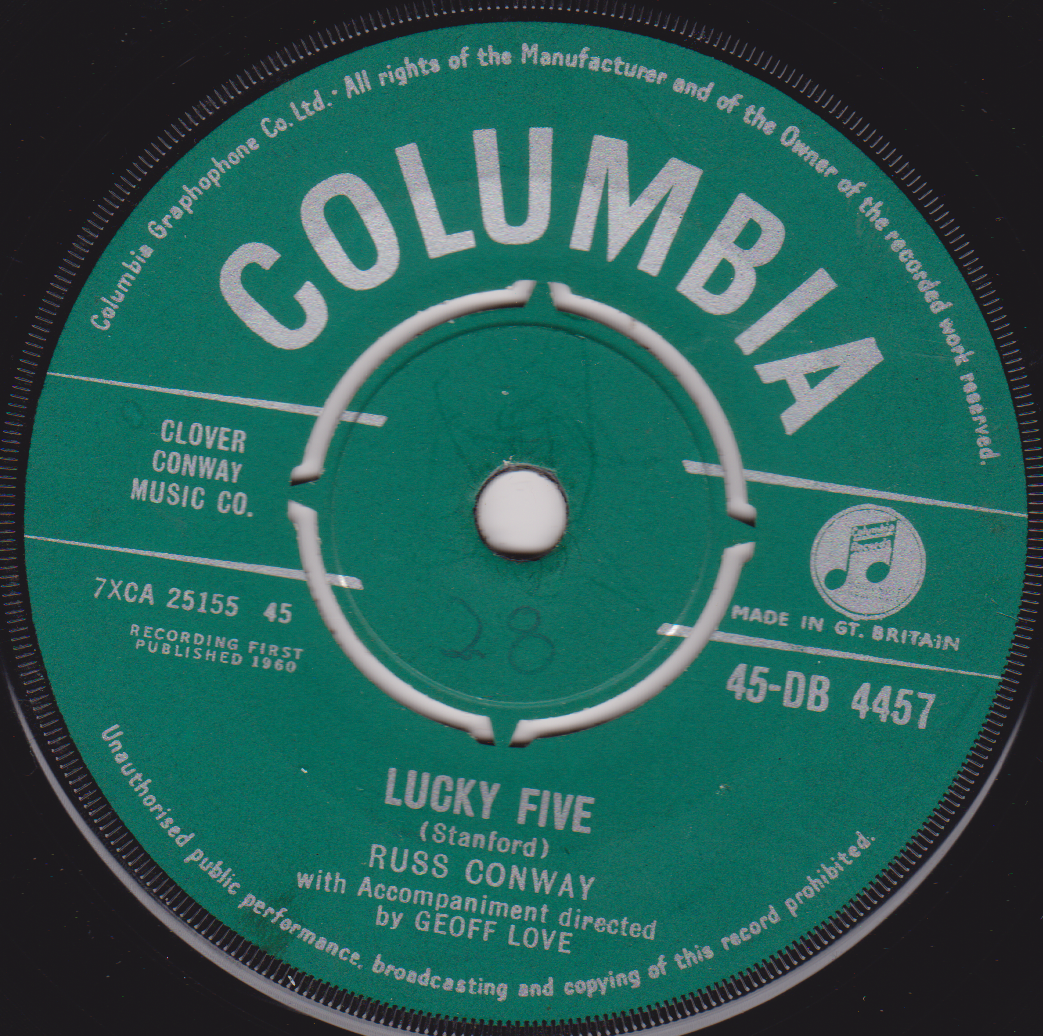 Columbia Graphophone Co. Ltd. · All rights of the Manufacturer and of the Owner of the recorded work reserved.
COLUMBIA
CLOVER
CONWAY
MUSIC CO.
Columbia
Records
MADE IN GT. BRITAIN
7XCA 25155 45
RECORDING FIRST
PUBLISHED 1960
28
45-DB 4457
LUCKY FIVE
(Stanford)
RUSS CONWAY
with Accompaniment directed
by GEOFF LOVE
Unauthorised public performance, broadcasting and copying of this record prohibited.